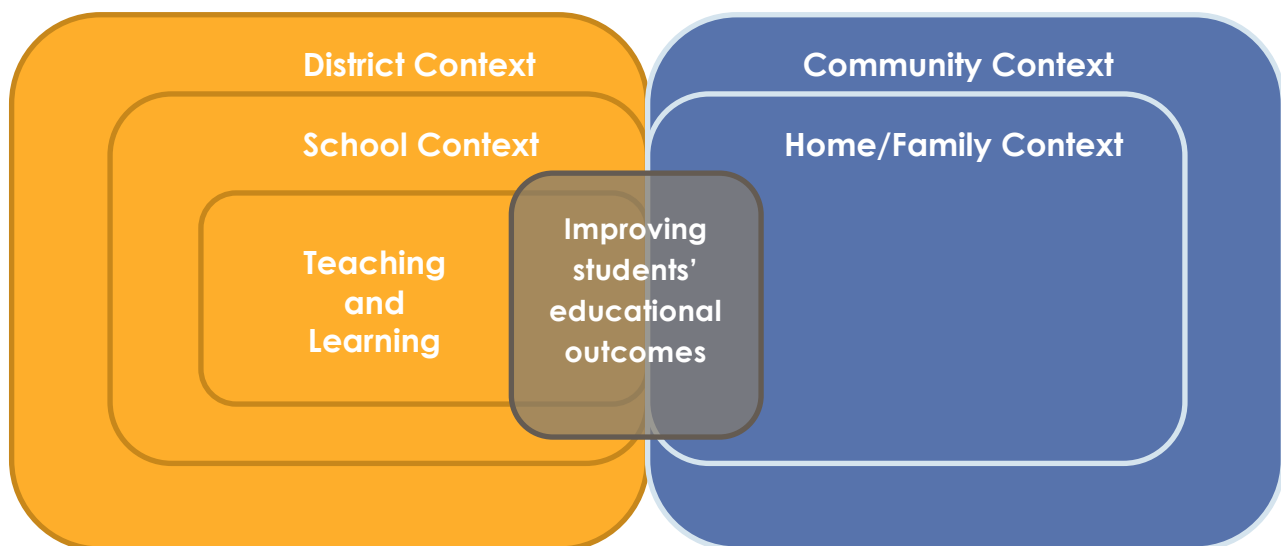 District Context
School Context
Teaching
and
Learning
Improving
students’
educational
outcomes
Community Context
Home/Family Context